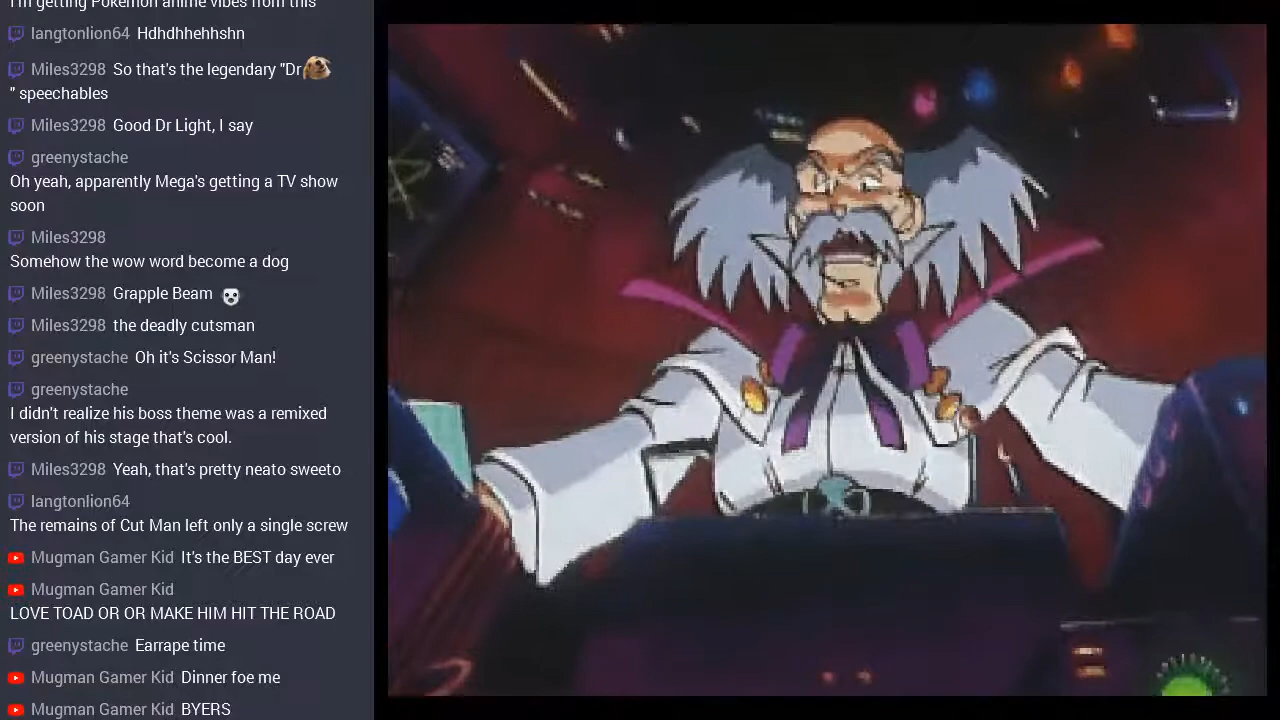 I'm getting Pokemon anime vibes from this
langtonlion64 Hdhdhhehhshn
Miles3298 So that's the legendary "Dr
" speechables
Miles3298 Good Dr Light, I say
greenystache
Oh yeah, apparently Mega's getting a TV show
soon
Miles3298
Somehow the wow word become a dog
Miles3298 Grapple Beam
Miles3298 the deadly cutsman
greenystache Oh it's Scissor Man!
greenystache
I didn't realize his boss theme was a remixed
version of his stage that's cool.
Miles3298 Yeah, that's pretty neato sweeto
langtonlion64
The remains of Cut Man left only a single screw
Mugman Gamer Kid It's the BEST day ever
Mugman Gamer Kid
LOVE TOAD OR OR MAKE HIM HIT THE ROAD
greenystache Earrape time
Mugman Gamer Kid Dinner foe me
Mugman Gamer Kid BYERS